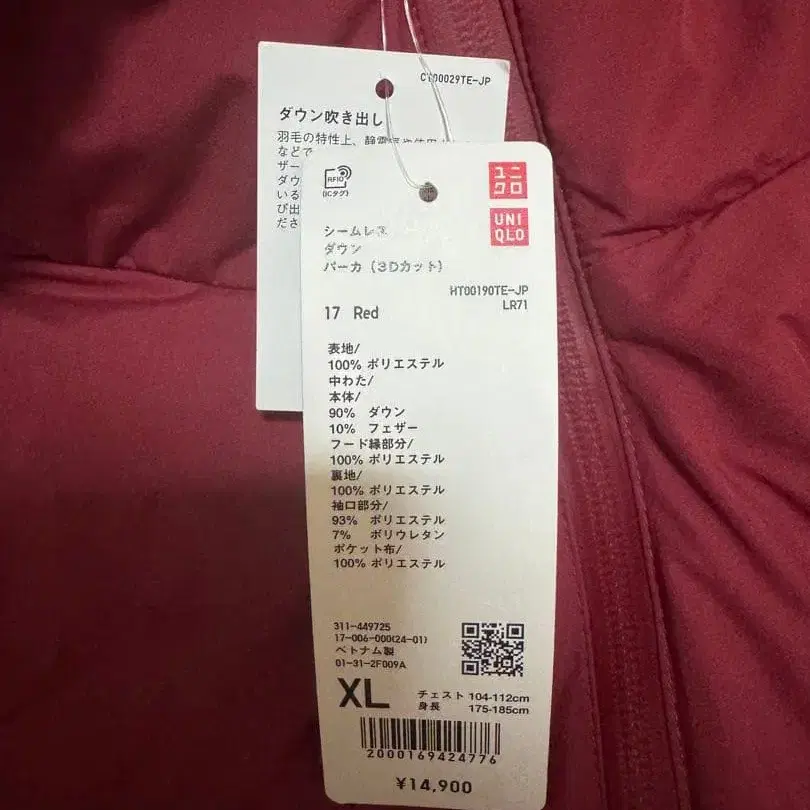 CT00029TE-JP
ダウン吹き出し
羽毛の特性上、静電気や体
などで
ザー
ダウ
いる
び出
ださ
RFID
(ICタグ)
ユニ
クロ
UNI
QLO
シームレス
ダウン
パーカ(3Dカット)
HT00190TE-JP
LR71
17 Red
表地/
100% ポリエステル
中わた/
本体/
90% ダウン
10% フェザー
フード縁部分/
100% ポリエステル
裏地/
100% ポリエステル
袖口部分/
93% ポリエステル
7% ポリウレタン
ポケット布/
100% ポリエステル
311-449725
17-006-000(24-01)
ベトナム製
01-31-2F009A
XL チェスト 104-112cm
身長 175-185cm
2000169424776
¥14,900